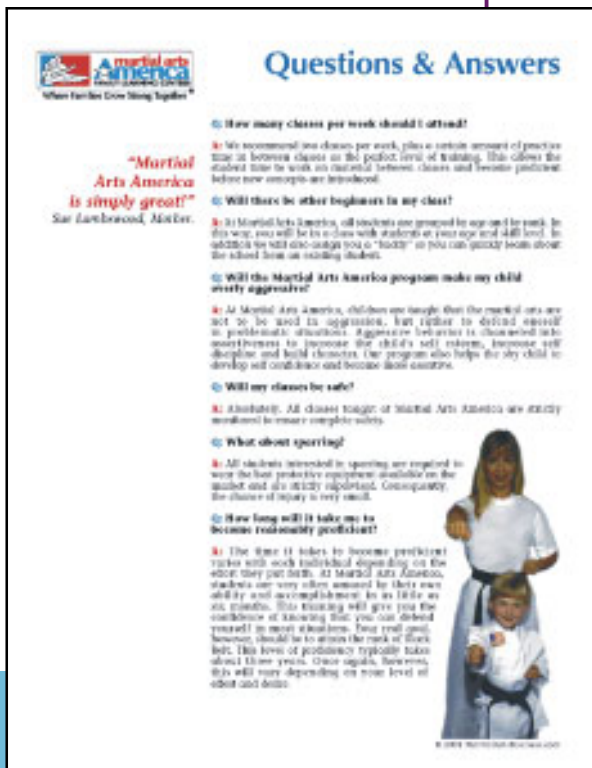 martial arts
America
FAMILY LEARNING CENTERS
Where Families Grow Strong Together
Questions & Answers
"Martial
Arts America
is simply great!"
Sue Lambswood, Mother.
Q: How many classes per week should I attend?
A: We recommend two classes per week, plus a certain amount of practice
time in between classes as the perfect level of training. This allows the
student time to work on material between classes and become proficient
before new concepts are introduced.
Q: Will there be other beginners in my class?
A: At Martial Arts America, all students are grouped by age and by rank. In
this way, you will be in a class with students at your age and skill level. In
addition we will also assign you a "buddy" so you can quickly learn about
the school from an existing student.
Q: Will the Martial Arts America program make my child
overly aggressive?
A: At Martial Arts America, children are taught that the martial arts are
not to be used in aggression, but rather to defend oneself
in problematic situations. Aggressive behavior is channeled into
assertiveness to increase the child's self esteem, increase self
discipline and build character. Our program also helps the shy child to
develop self confidence and become more assertive.
Q: Will my classes be safe?
A: Absolutely. All classes taught at Martial Arts America are strictly
monitored to ensure complete safety.
Q: What about sparring?
A: All students interested in sparring are required to
wear the best protective equipment available on the
market and are strictly supervised. Consequently,
the chance of injury is very small.
Q: How long will it take me to
become reasonably proficient?
A: The time it takes to become proficient
varies with each individual depending on the
effort they put forth. At Martial Arts America,
students are very often amazed by their own
ability and accomplishment in as little as
six months. This training will give you the
confidence of knowing that you can defend
yourself in most situations. Your real goal,
however, should be to attain the rank of Black
Belt. This level of proficiency typically takes
about three years. Once again, however,
this will vary depending on your level of
effort and desire.